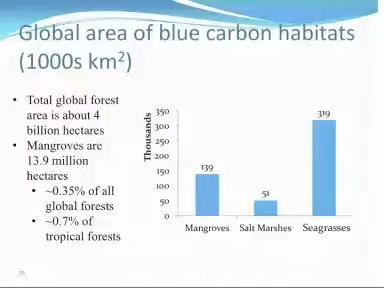 Global area of blue carbon habitats
(1000s km²)
• Total global forest
area is about 4
billion hectares
• Mangroves are
13.9 million
hectares
• ~0.35% of all
global forests
• ~0.7% of
tropical forests
Thousands
350
300
250
200
150
100
50
0
139
51
319
Mangroves Salt Marshes Seagrasses